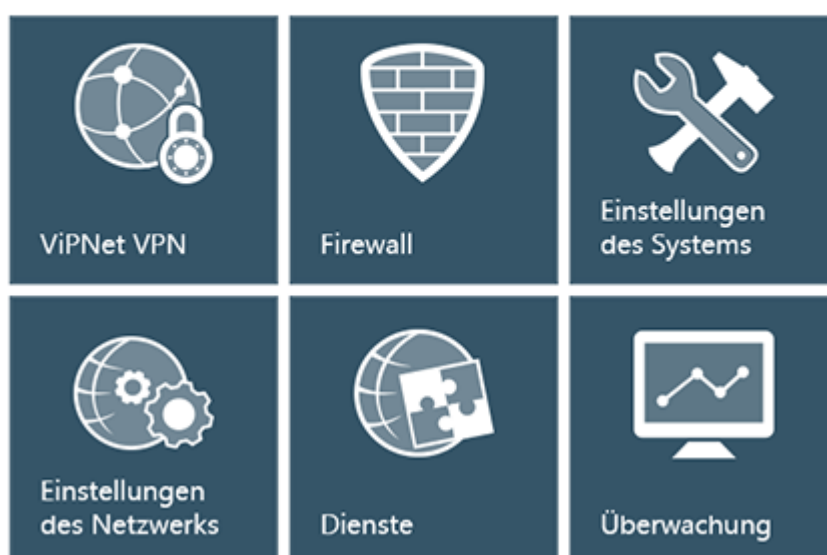 ViPNet VPN
Firewall
Einstellungen
des Systems
Einstellungen
des Netzwerks
Dienste
Überwachung